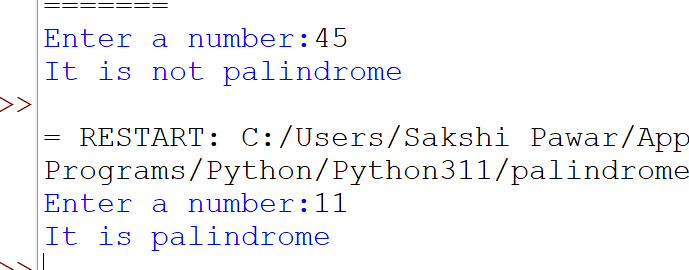 =======
Enter a number:45
It is not palindrome
>>
= RESTART: C:/Users/Sakshi Pawar/App
Programs/Python/Python311/palindrome
Enter a number:11
It is palindrome
>>